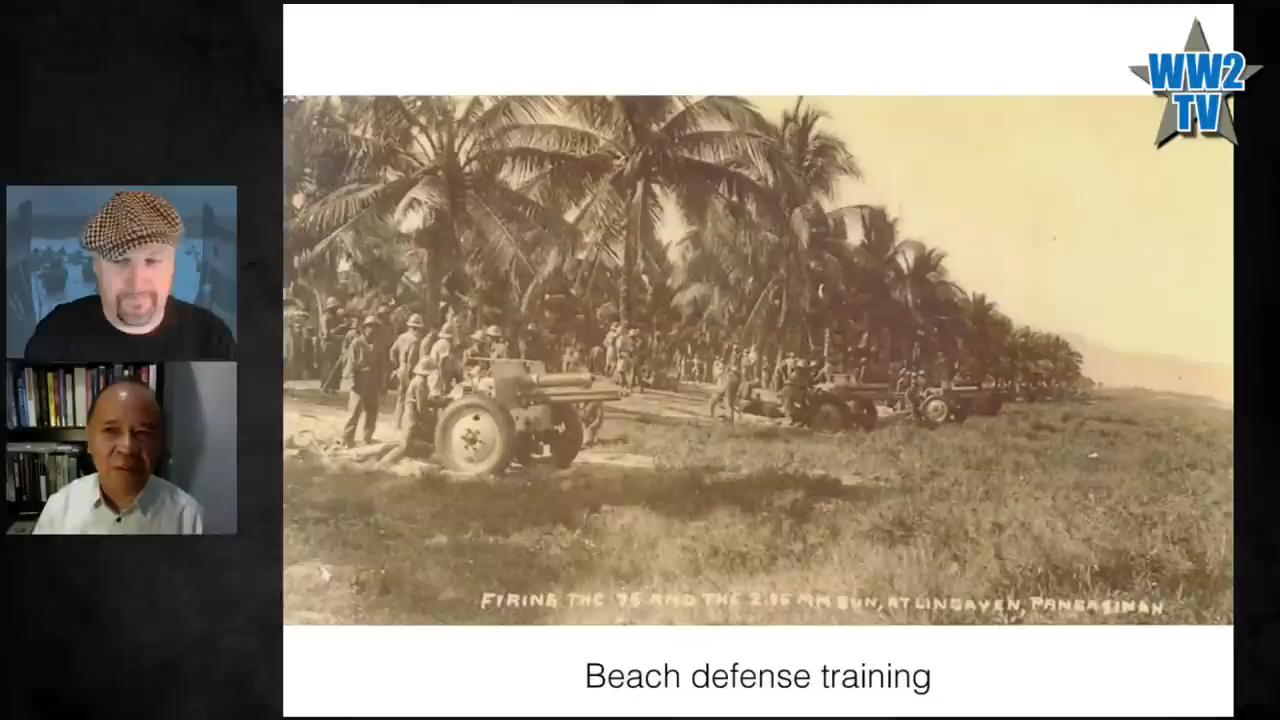 WW2
TV
FIRING THE 75 AND THE 2.95 MM GUN, AT LINGAYEN, PANGASINAN
Beach defense training